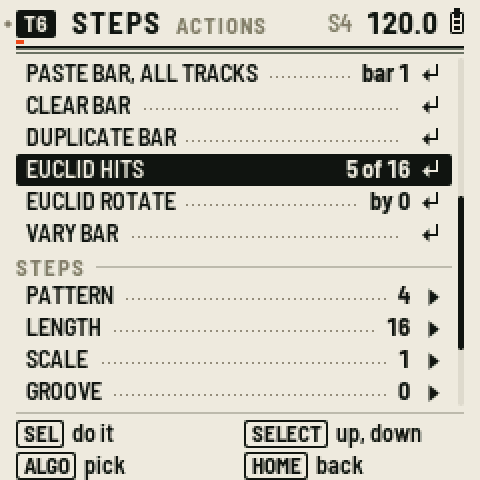 T6 STEPS ACTIONS S4 120.0
PASTE BAR, ALL TRACKS bar 1
CLEAR BAR
DUPLICATE BAR
EUCLID HITS 5 of 16
EUCLID ROTATE by 0
VARY BAR
STEPS
PATTERN 4
LENGTH 16
SCALE 1
GROOVE 0
SEL do it SELECT up, down
ALGO pick HOME back